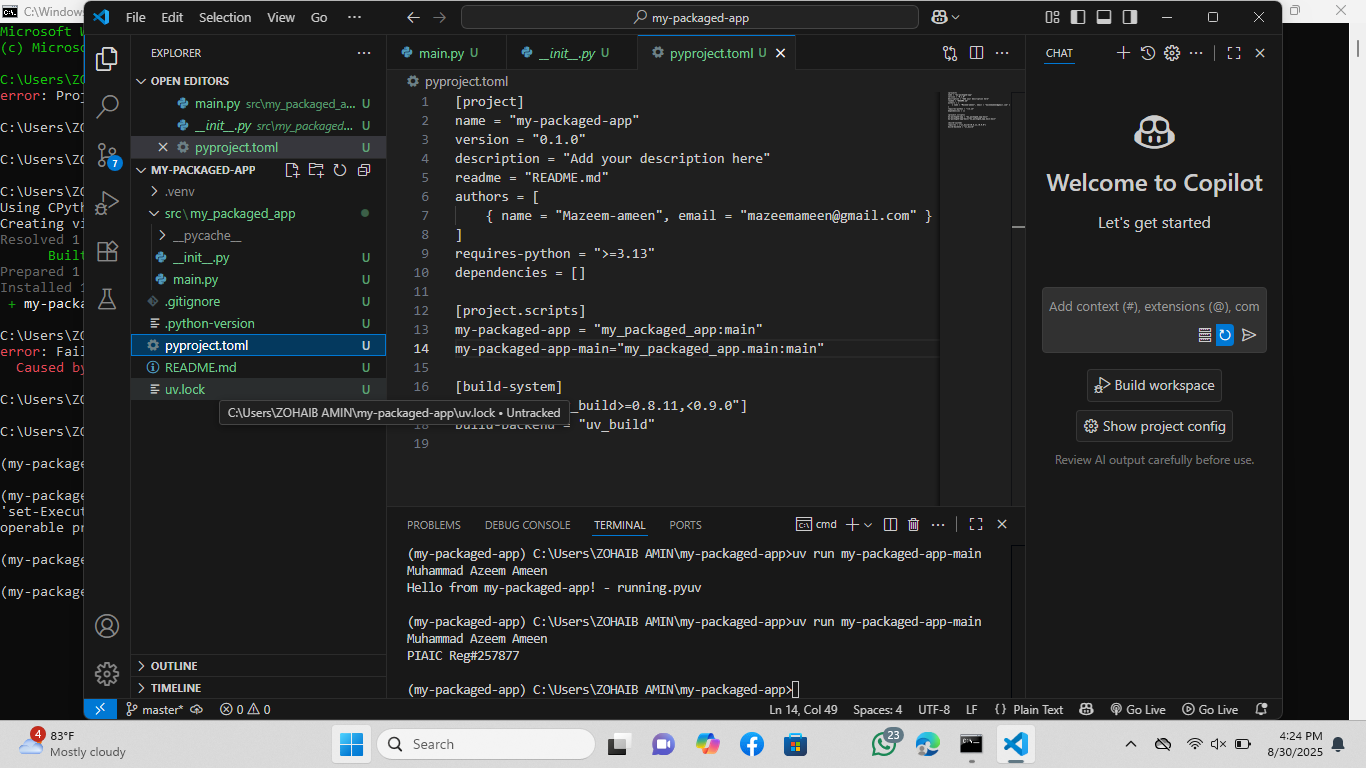 C:\Windows
File Edit Selection View Go ···
my-packaged-app
Microsoft W
(c) Microso
C:\Users\ZO
error: Proj
C:\Users\ZO
C:\Users\ZO
C:\Users\ZO
Using CPyth
Creating vi
Resolved 1
Built
Prepared 1
Installed 1
+ my-packa
C:\Users\ZO
error: Fail
Caused by
C:\Users\ZO
C:\Users\ZO
(my-package
(my-package
'set-Execut
operable pr
(my-package
(my-package
EXPLORER ···
OPEN EDITORS
main.py src\my_packaged_a... U
__init__.py src\my_packaged... U
pyproject.toml U
MY-PACKAGED-APP
.venv
src\my_packaged_app
__pycache__
__init__.py U
main.py U
.gitignore U
.python-version U
pyproject.toml U
README.md U
uv.lock U
C:\Users\ZOHAIB AMIN\my-packaged-app\uv.lock • Untracked
OUTLINE
TIMELINE
7
main.py U
__init__.py U
pyproject.toml U
pyproject.toml
1 [project]
2 name = "my-packaged-app"
3 version = "0.1.0"
4 description = "Add your description here"
5 readme = "README.md"
6 authors = [
7 { name = "Mazeem-ameen", email = "mazeemameen@gmail.com" }
8 ]
9 requires-python = ">=3.13"
10 dependencies = []
11
12 [project.scripts]
13 my-packaged-app = "my_packaged_app:main"
14 my-packaged-app-main="my_packaged_app.main:main"
15
16 [build-system]
_build>=0.8.11,<0.9.0"]
18 build-backend = "uv_build"
19
PROBLEMS DEBUG CONSOLE TERMINAL PORTS cmd
(my-packaged-app) C:\Users\ZOHAIB AMIN\my-packaged-app>uv run my-packaged-app-main
Muhammad Azeem Ameen
Hello from my-packaged-app! - running.pyuv
(my-packaged-app) C:\Users\ZOHAIB AMIN\my-packaged-app>uv run my-packaged-app-main
Muhammad Azeem Ameen
PIAIC Reg#257877
(my-packaged-app) C:\Users\ZOHAIB AMIN\my-packaged-app>
CHAT
Welcome to Copilot
Let's get started
Add context (#), extensions (@), com
Build workspace
Show project config
Review AI output carefully before use.
master* 0 0 Ln 14, Col 49 Spaces: 4 UTF-8 LF {} Plain Text Go Live Go Live
4
83°F
Mostly cloudy
Search
23
4:24 PM
8/30/2025